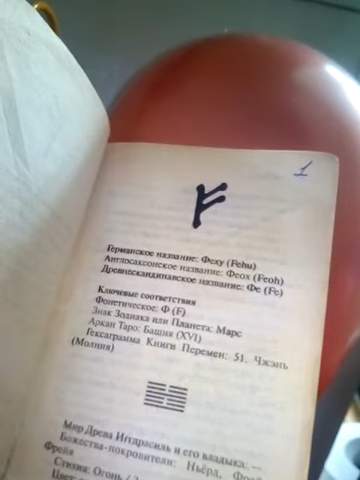 1
ᚠ
Германское название: Феху (Fehu)
Англосаксонское название: Феох (Feoh)
Древнескандинавское название: Фе (Fe)
Ключевые соответствия
Фонетическое: Ф (F)
Знак Зодиака или Планета: Марс
Аркан Таро: Башня (XVI)
Гексаграмма Книги Перемен: 51. Чжэнь
(Молния)
Мир Древа Иггдрасиль и его владыка: —
Божества-покровители: Ньёрд,
Фрейя
Стихия: Огонь /
Цвет: